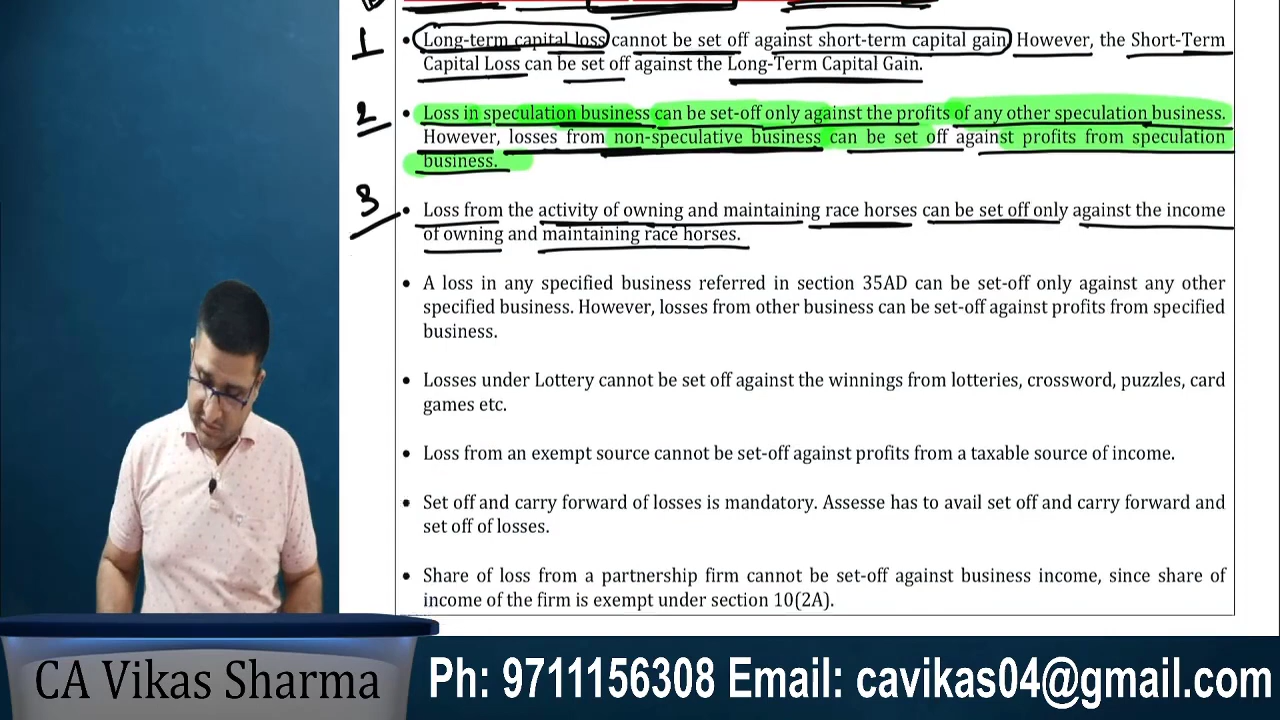 1 • Long-term capital loss cannot be set off against short-term capital gain However, the Short-Term
Capital Loss can be set off against the Long-Term Capital Gain.
2 • Loss in speculation business can be set-off only against the profits of any other speculation business.
However, losses from non-speculative business can be set off against profits from speculation
business.
3 • Loss from the activity of owning and maintaining race horses can be set off only against the income
of owning and maintaining race horses.
• A loss in any specified business referred in section 35AD can be set-off only against any other
specified business. However, losses from other business can be set-off against profits from specified
business.
• Losses under Lottery cannot be set off against the winnings from lotteries, crossword, puzzles, card
games etc.
• Loss from an exempt source cannot be set-off against profits from a taxable source of income.
• Set off and carry forward of losses is mandatory. Assesse has to avail set off and carry forward and
set off of losses.
• Share of loss from a partnership firm cannot be set-off against business income, since share of
income of the firm is exempt under section 10(2A).
CA Vikas Sharma
Ph: 9711156308 Email: cavikas04@gmail.com